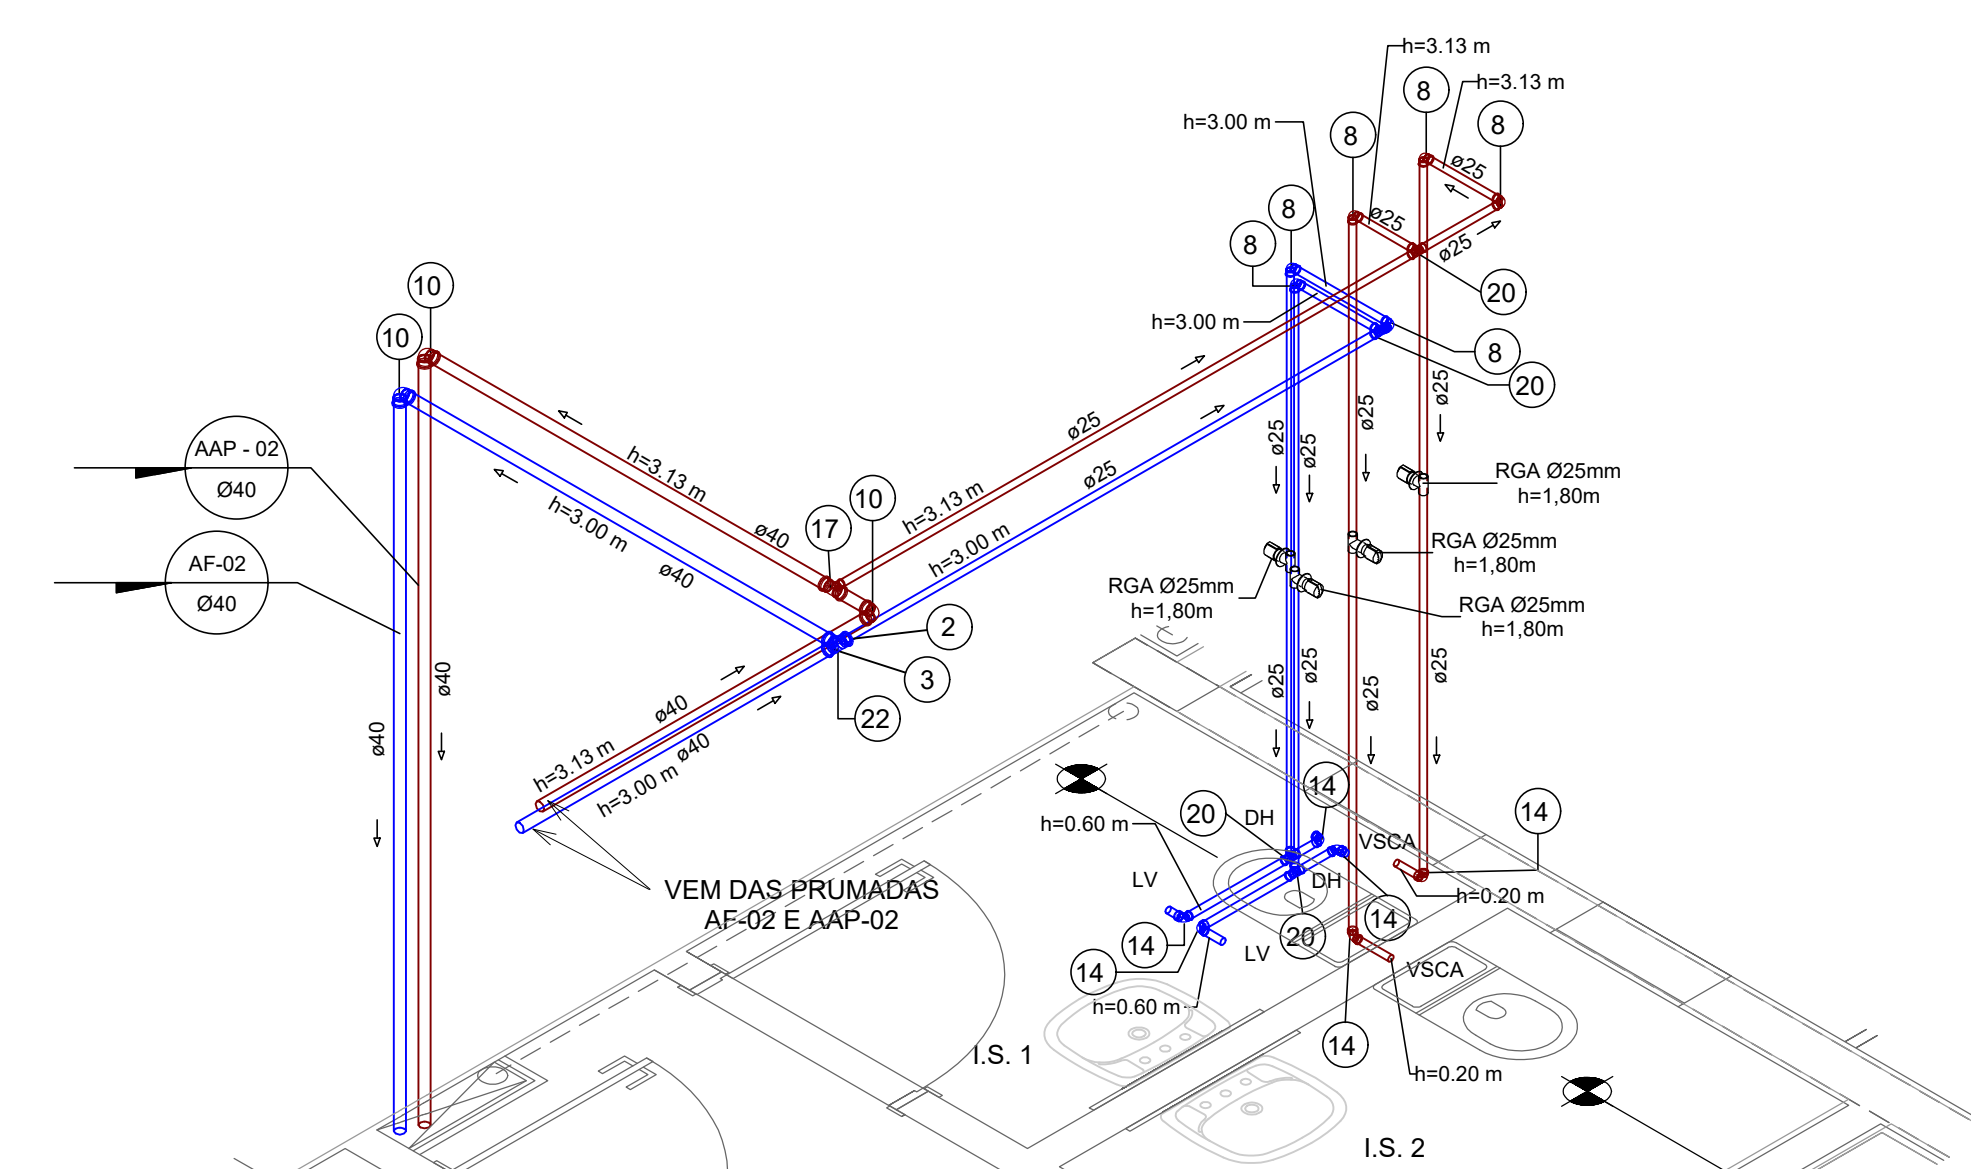 h=3.13 m
8
h=3.13 m
h=3.00 m
8
8
ø25
8
8
ø25
ø25
20
10
10
h=3.00 m
8
20
ø25
ø25
ø25
ø25
ø25
ø25
AAP - 02
Ø40
AF-02
Ø40
h=3.13 m
h=3.00 m
ø40
ø40
17
10
h=3.13 m
h=3.00 m
RGA Ø25mm
h=1,80m
RGA Ø25mm
h=1,80m
RGA Ø25mm
h=1,80m
RGA Ø25mm
h=1,80m
2
3
22
ø40
ø40
ø40
ø40
h=3.13 m
h=3.00 m
ø25
ø25
ø25
ø25
VEM DAS PRUMADAS
AF-02 E AAP-02
14
20
DH
h=0.60 m
VSCA
14
LV
DH
h=0.20 m
14
20
14
LV
14
VSCA
h=0.60 m
14
h=0.20 m
I.S. 1
I.S. 2